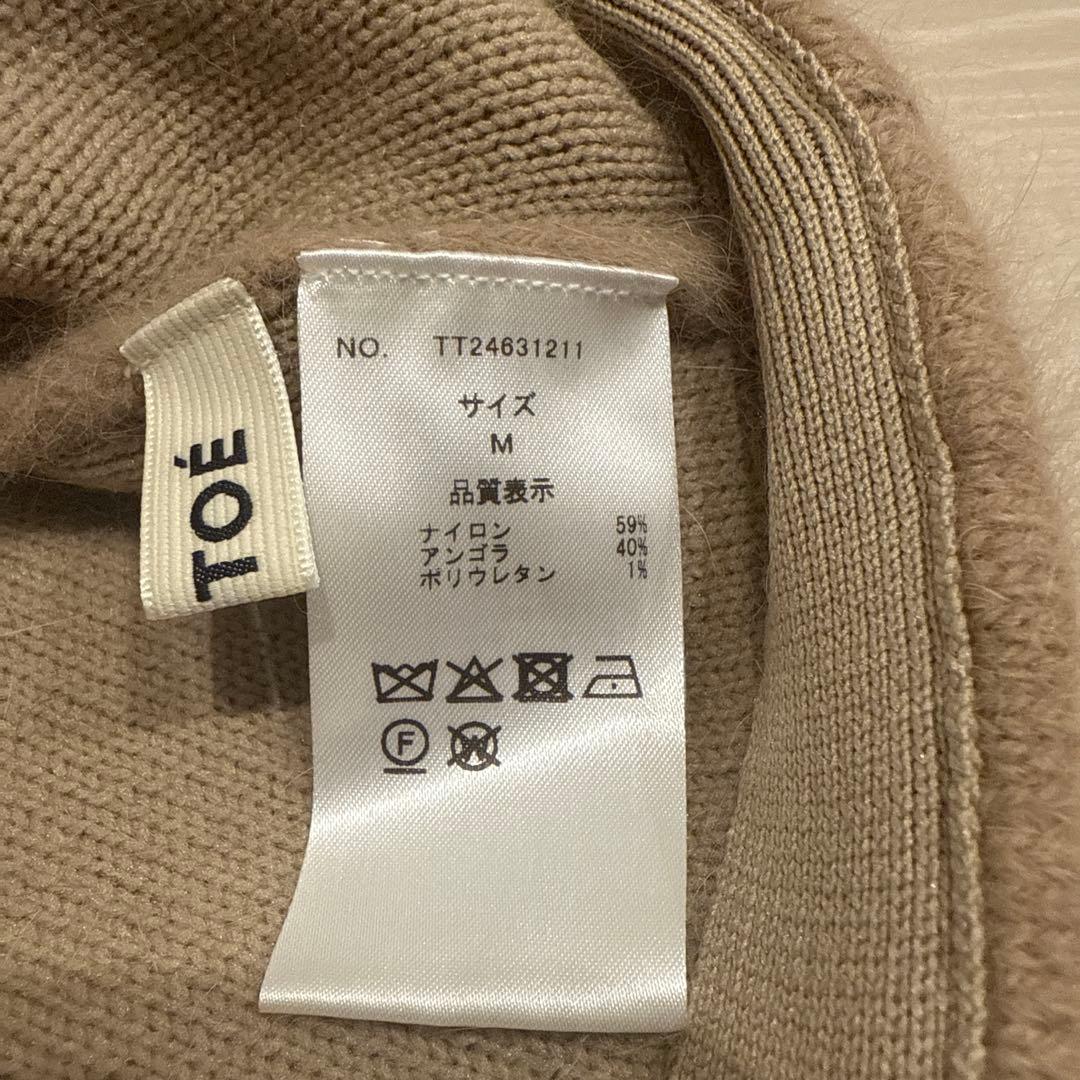 TOÉ
NO. TT24631211
サイズ
M
品質表示
ナイロン 59%
アンゴラ 40%
ポリウレタン 1%
F
W